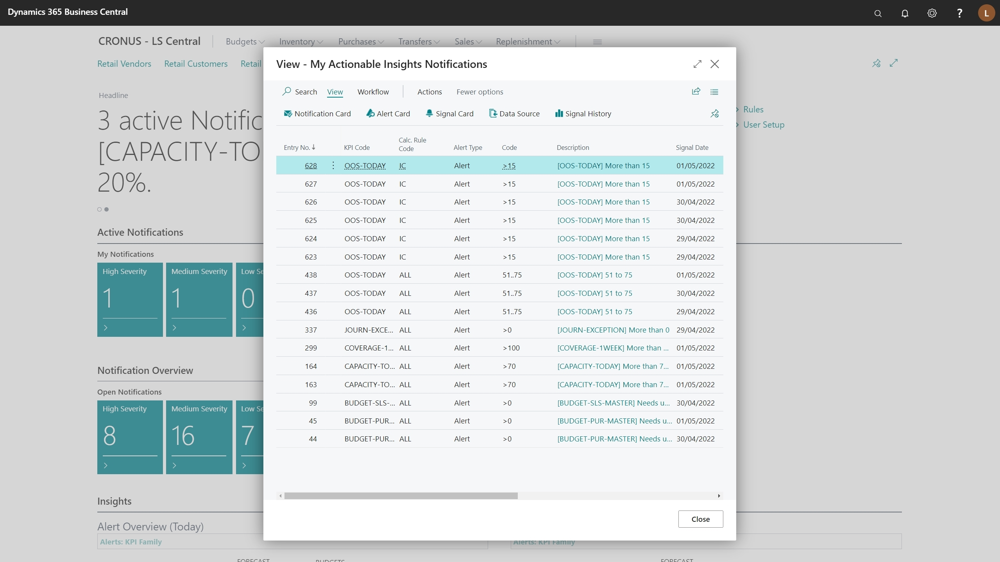 Dynamics 365 Business Central
?
L
CRONUS - LS Central
Budgets Inventory Purchases Transfers Sales Replenishment
Retail Vendors Retail Customers Retail
Headline
3 active Notific
[CAPACITY-TO
20%.
Rules
User Setup
Active Notifications
My Notifications
High Severity Medium Severity Low Se
1 1 0
Notification Overview
Open Notifications
High Severity Medium Severity Low Se
8 16 7
Insights
Alert Overview (Today)
Alerts: KPI Family Alerts: KPI Family
FORECAST BUDGETS FORECAST
View - My Actionable Insights Notifications
Search View Workflow Actions Fewer options
Notification Card Alert Card Signal Card Data Source Signal History
Entry No. ↓ KPI Code Calc. Rule Code Alert Type Code Description Signal Date
628 OOS-TODAY IC Alert >15 [OOS-TODAY] More than 15 01/05/2022
627 OOS-TODAY IC Alert >15 [OOS-TODAY] More than 15 01/05/2022
626 OOS-TODAY IC Alert >15 [OOS-TODAY] More than 15 30/04/2022
625 OOS-TODAY IC Alert >15 [OOS-TODAY] More than 15 30/04/2022
624 OOS-TODAY IC Alert >15 [OOS-TODAY] More than 15 29/04/2022
623 OOS-TODAY IC Alert >15 [OOS-TODAY] More than 15 29/04/2022
438 OOS-TODAY ALL Alert 51..75 [OOS-TODAY] 51 to 75 01/05/2022
437 OOS-TODAY ALL Alert 51..75 [OOS-TODAY] 51 to 75 30/04/2022
436 OOS-TODAY ALL Alert 51..75 [OOS-TODAY] 51 to 75 29/04/2022
337 JOURN-EXCE... ALL Alert >0 [JOURN-EXCEPTION] More than 0 29/04/2022
299 COVERAGE-1... ALL Alert >100 [COVERAGE-1WEEK] More than ... 01/05/2022
164 CAPACITY-TO... ALL Alert >70 [CAPACITY-TODAY] More than 7... 01/05/2022
163 CAPACITY-TO... ALL Alert >70 [CAPACITY-TODAY] More than 7... 01/05/2022
99 BUDGET-SLS-... ALL Alert >0 [BUDGET-SLS-MASTER] Needs u... 30/04/2022
45 BUDGET-PUR... ALL Alert >0 [BUDGET-PUR-MASTER] Needs u... 01/05/2022
44 BUDGET-PUR... ALL Alert >0 [BUDGET-PUR-MASTER] Needs u... 30/04/2022
Close